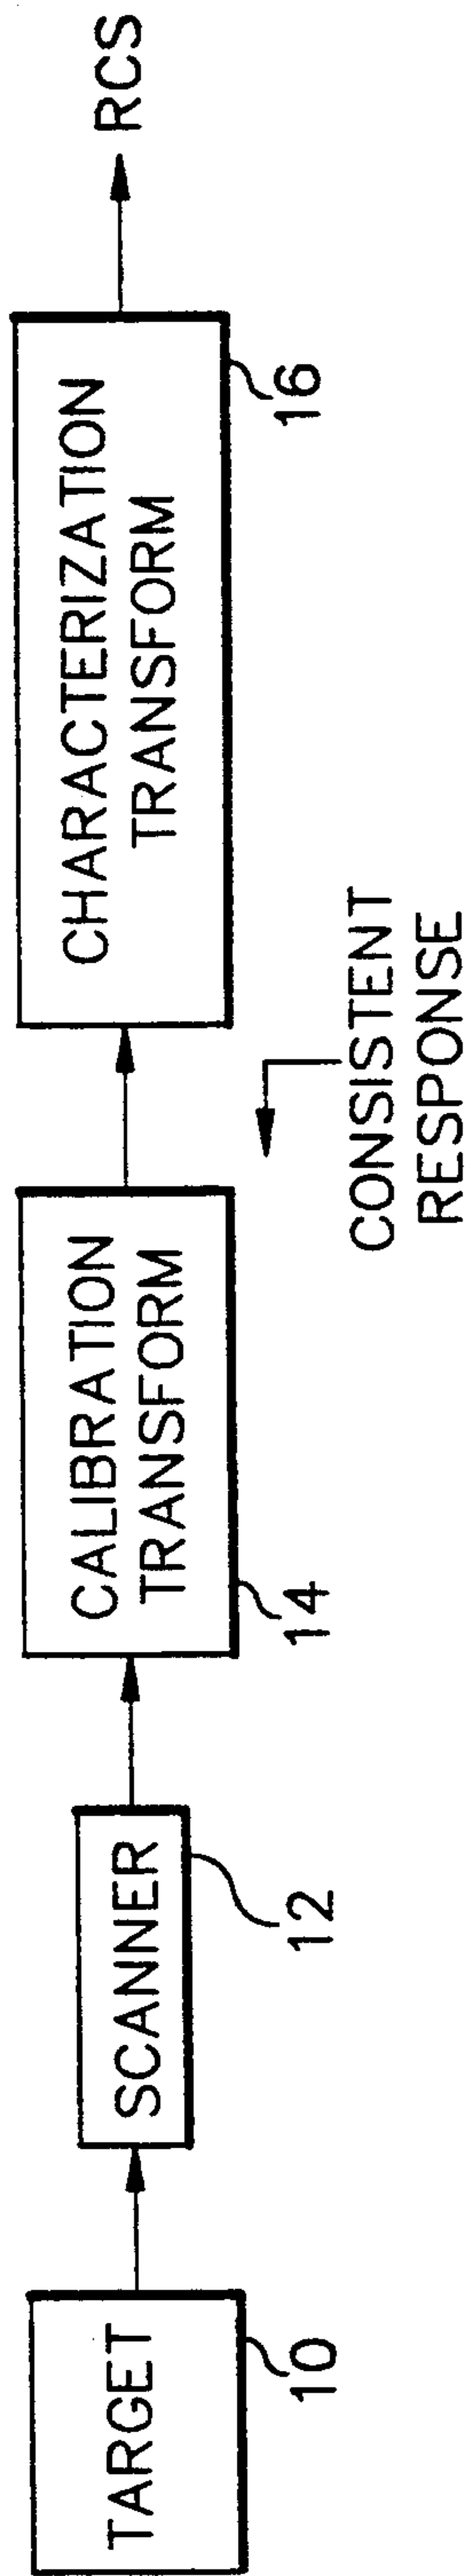 TARGET
10
SCANNER
12
CALIBRATION
TRANSFORM
14
CONSISTENT
RESPONSE
CHARACTERIZATION
TRANSFORM
16
RCS